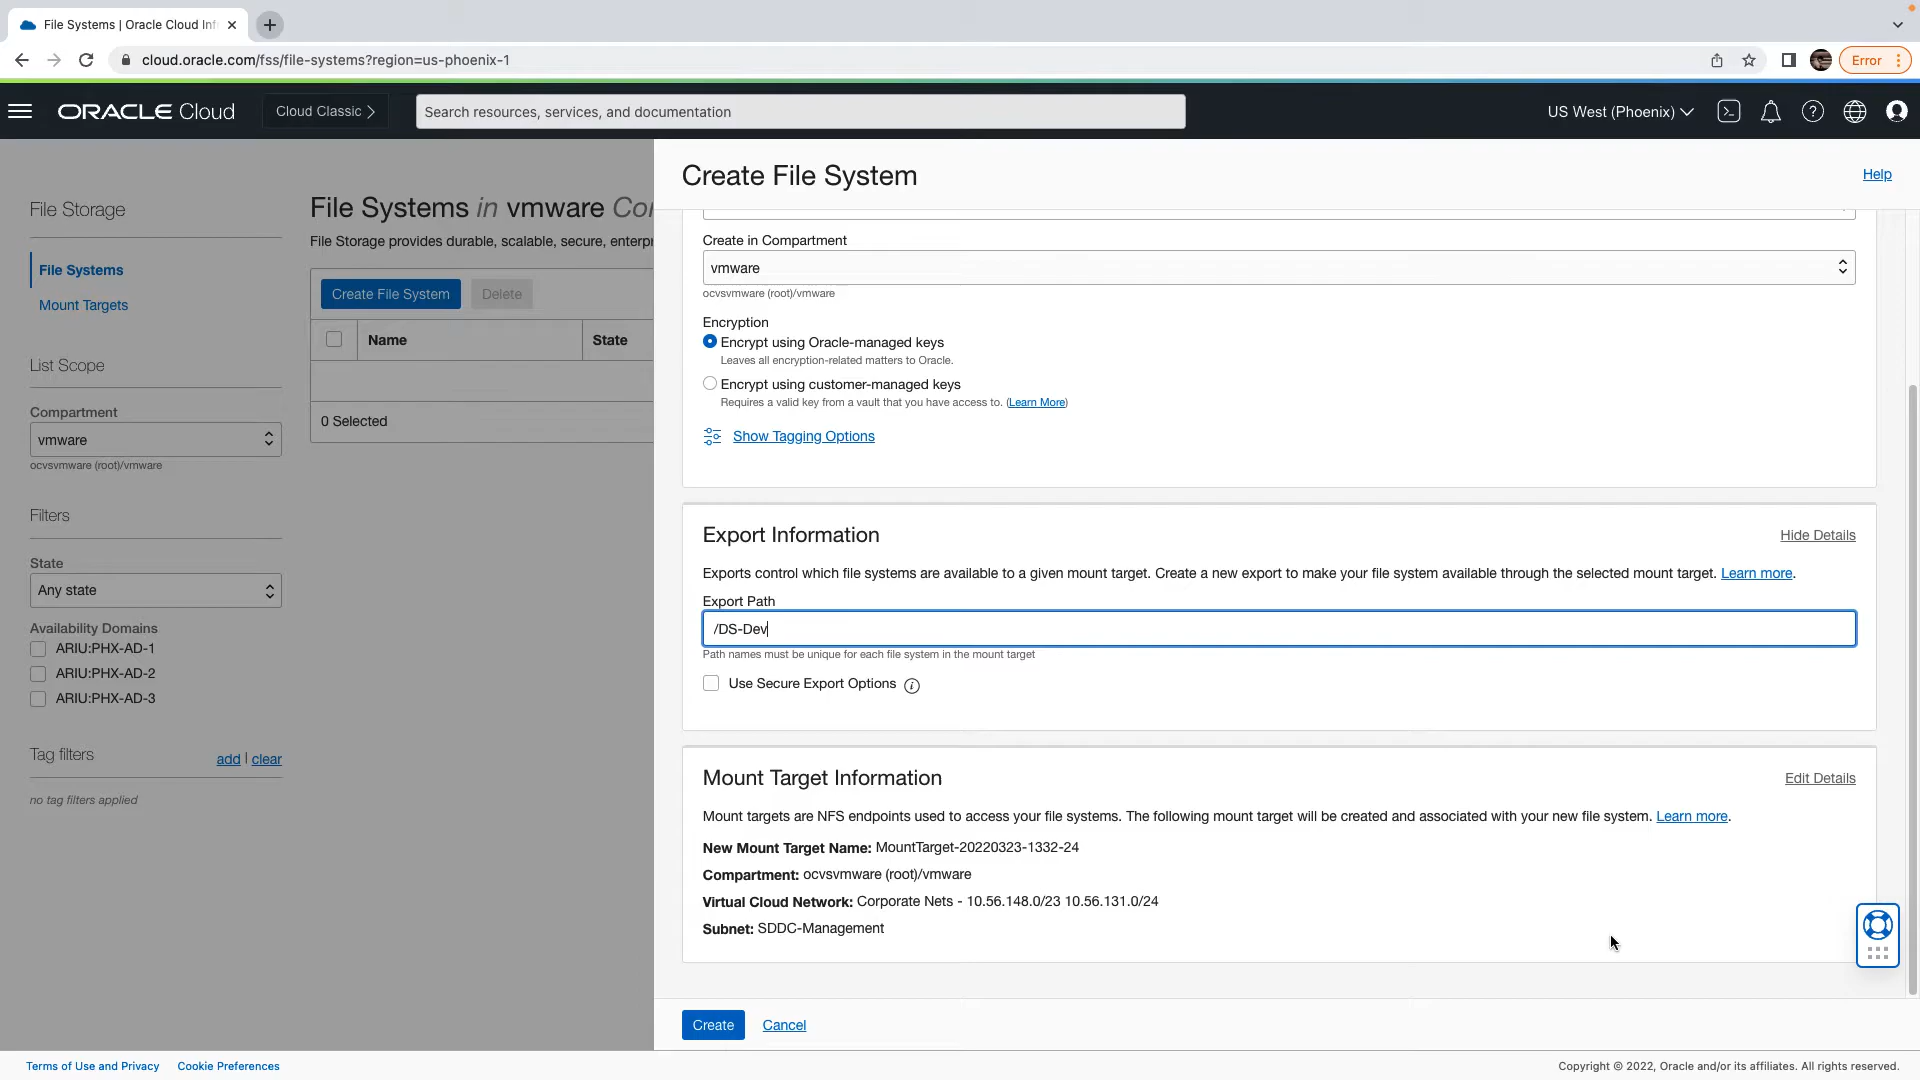 File Systems | Oracle Cloud Inf
cloud.oracle.com/fss/file-systems?region=us-phoenix-1
Error
ORACLE Cloud
Cloud Classic
Search resources, services, and documentation
US West (Phoenix)
File Storage
File Systems
Mount Targets
List Scope
Compartment
vmware
ocvsvmware (root)/vmware
Filters
State
Any state
Availability Domains
ARIU:PHX-AD-1
ARIU:PHX-AD-2
ARIU:PHX-AD-3
Tag filters
add | clear
no tag filters applied
File Systems in vmware Co
File Storage provides durable, scalable, secure, enterp
Create File System
Delete
Name
State
0 Selected
Create File System
Help
Create in Compartment
vmware
ocvsvmware (root)/vmware
Encryption
Encrypt using Oracle-managed keys
Leaves all encryption-related matters to Oracle.
Encrypt using customer-managed keys
Requires a valid key from a vault that you have access to. (Learn More)
Show Tagging Options
Export Information
Hide Details
Exports control which file systems are available to a given mount target. Create a new export to make your file system available through the selected mount target. Learn more.
Export Path
/DS-Dev
Path names must be unique for each file system in the mount target
Use Secure Export Options
Mount Target Information
Edit Details
Mount targets are NFS endpoints used to access your file systems. The following mount target will be created and associated with your new file system. Learn more.
New Mount Target Name: MountTarget-20220323-1332-24
Compartment: ocvsvmware (root)/vmware
Virtual Cloud Network: Corporate Nets - 10.56.148.0/23 10.56.131.0/24
Subnet: SDDC-Management
Create
Cancel
Terms of Use and Privacy
Cookie Preferences
Copyright © 2022, Oracle and/or its affiliates. All rights reserved.